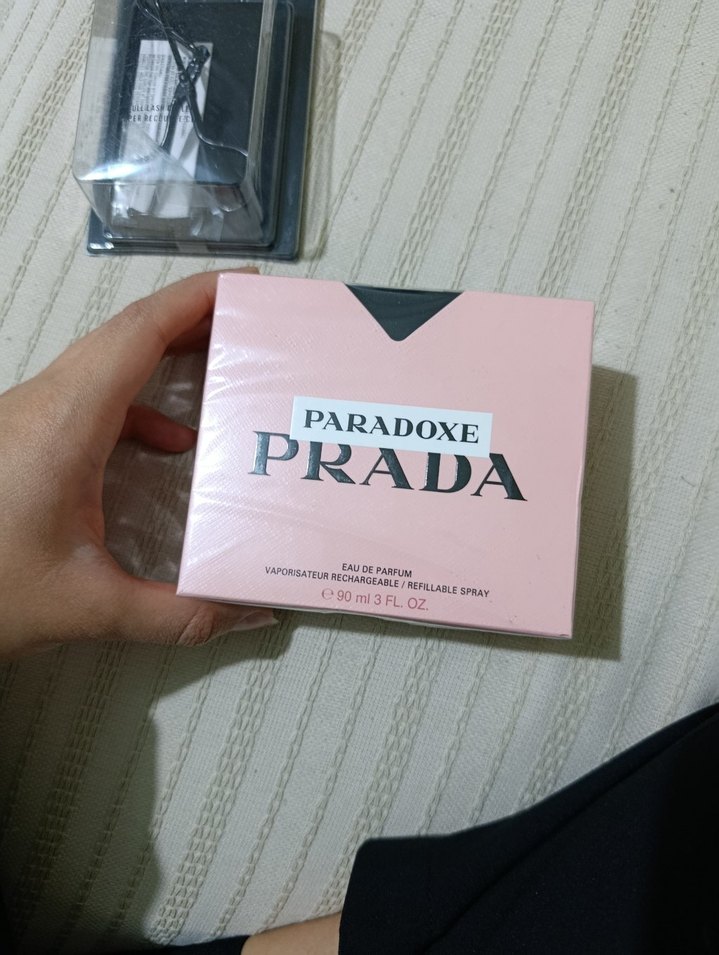 PARADOXE
PRADA
EAU DE PARFUM
VAPORISATEUR RECHARGEABLE / REFILLABLE SPRAY
℮ 90 ml 3 FL. OZ.